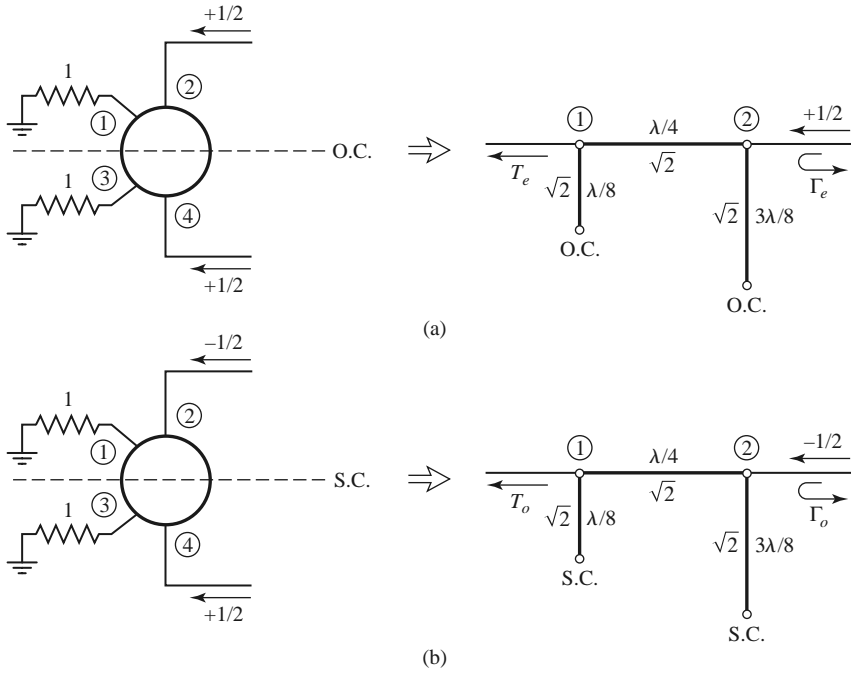 +1/2
1
②
①
O.C.
③
1
④
+1/2
① λ/4 ② +1/2
T_e √2 λ/8 √2 Γ_e
√2 3λ/8
O.C.
O.C.
(a)
–1/2
1
②
①
S.C.
③
1
④
+1/2
① λ/4 ② –1/2
T_o √2 λ/8 √2 Γ_o
√2 3λ/8
S.C.
S.C.
(b)